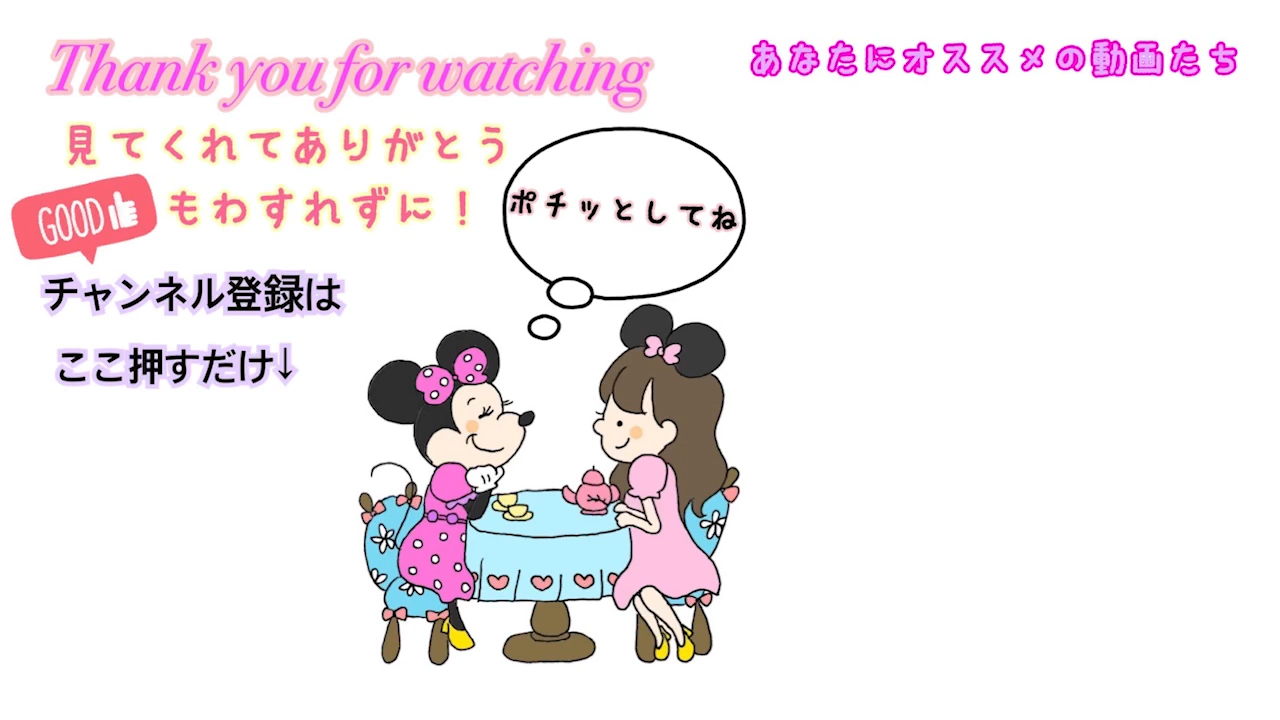 Thank you for watching
見てくれてありがとう
GOOD もわすれずに！
チャンネル登録は
ここ押すだけ↓
ポチッとしてね
あなたにオススメの動画たち